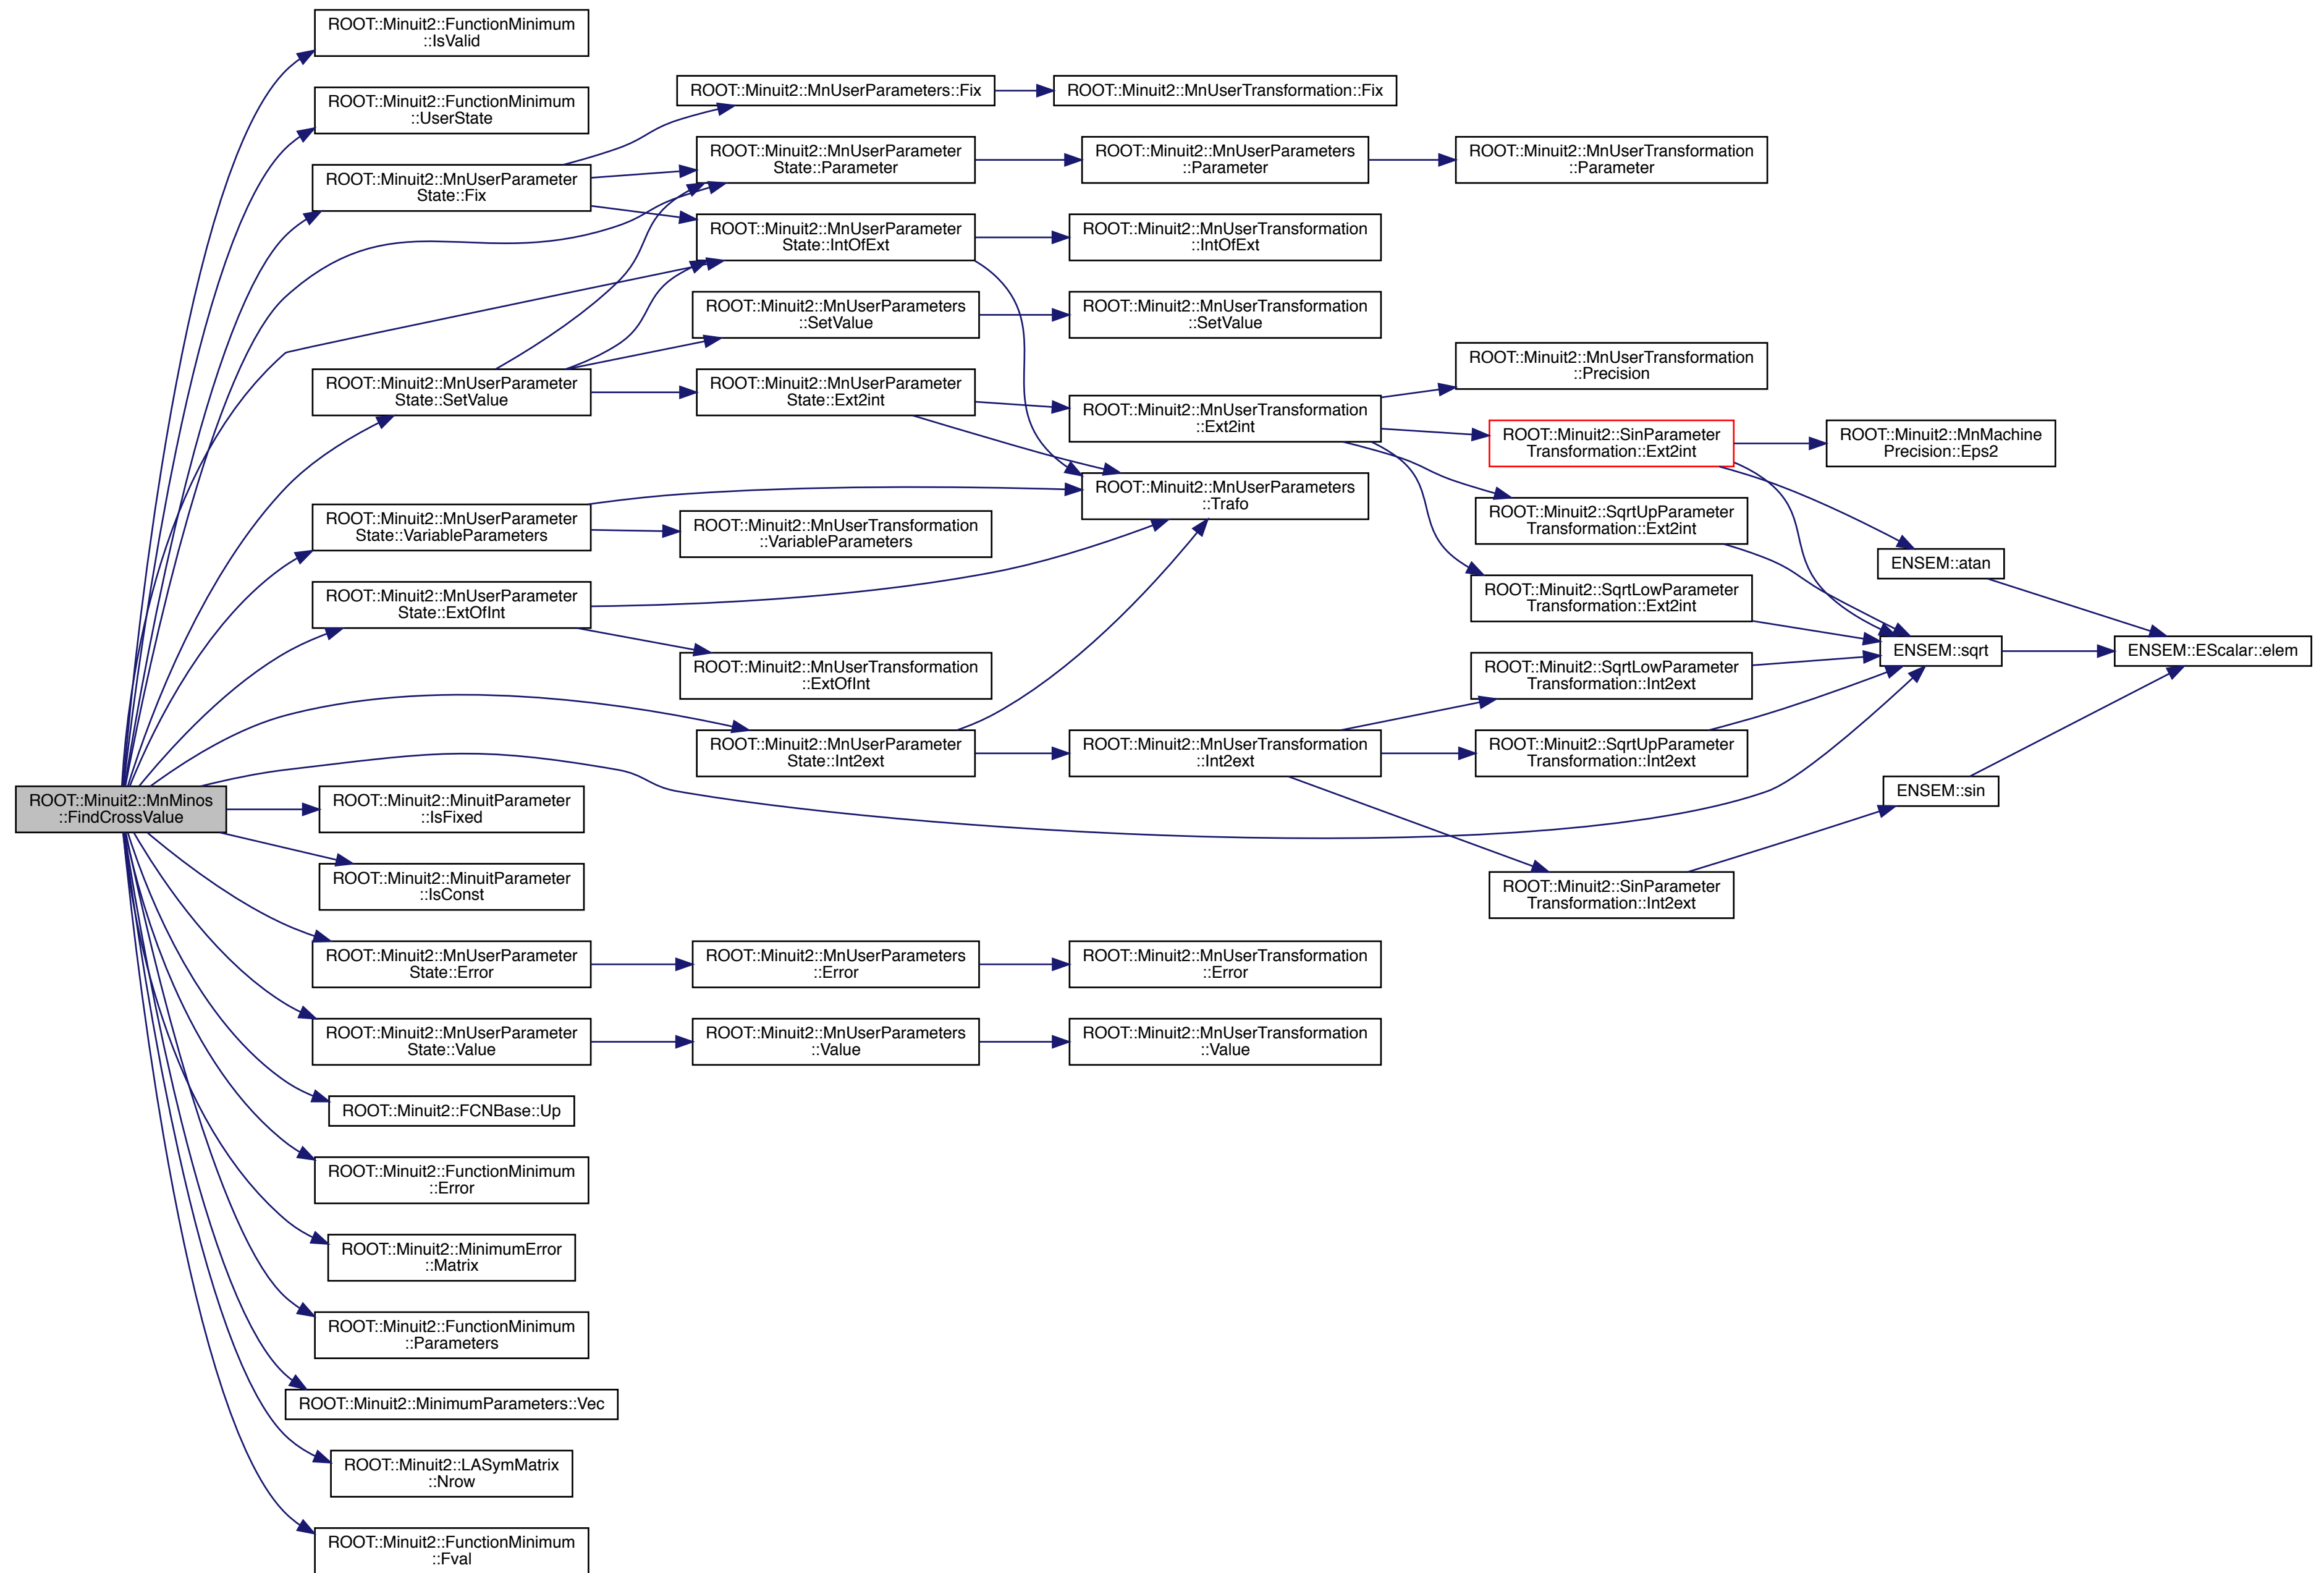 ROOT::Minuit2::MnMinos
::FindCrossValue
ROOT::Minuit2::FunctionMinimum
::IsValid
ROOT::Minuit2::FunctionMinimum
::UserState
ROOT::Minuit2::MnUserParameter
State::Fix
ROOT::Minuit2::MnUserParameter
State::SetValue
ROOT::Minuit2::MnUserParameter
State::VariableParameters
ROOT::Minuit2::MnUserParameter
State::ExtOfInt
ROOT::Minuit2::MinuitParameter
::IsFixed
ROOT::Minuit2::MinuitParameter
::IsConst
ROOT::Minuit2::MnUserParameter
State::Error
ROOT::Minuit2::MnUserParameter
State::Value
ROOT::Minuit2::FCNBase::Up
ROOT::Minuit2::FunctionMinimum
::Error
ROOT::Minuit2::MinimumError
::Matrix
ROOT::Minuit2::FunctionMinimum
::Parameters
ROOT::Minuit2::MinimumParameters::Vec
ROOT::Minuit2::LASymMatrix
::Nrow
ROOT::Minuit2::FunctionMinimum
::Fval
ROOT::Minuit2::MnUserParameters::Fix
ROOT::Minuit2::MnUserParameter
State::Parameter
ROOT::Minuit2::MnUserParameter
State::IntOfExt
ROOT::Minuit2::MnUserParameters
::SetValue
ROOT::Minuit2::MnUserParameter
State::Ext2int
ROOT::Minuit2::MnUserTransformation
::VariableParameters
ROOT::Minuit2::MnUserTransformation
::ExtOfInt
ROOT::Minuit2::MnUserParameter
State::Int2ext
ROOT::Minuit2::MnUserParameters
::Error
ROOT::Minuit2::MnUserParameters
::Value
ROOT::Minuit2::MnUserTransformation::Fix
ROOT::Minuit2::MnUserParameters
::Parameter
ROOT::Minuit2::MnUserTransformation
::IntOfExt
ROOT::Minuit2::MnUserTransformation
::SetValue
ROOT::Minuit2::MnUserTransformation
::Ext2int
ROOT::Minuit2::MnUserParameters
::Trafo
ROOT::Minuit2::MnUserTransformation
::Int2ext
ROOT::Minuit2::MnUserTransformation
::Error
ROOT::Minuit2::MnUserTransformation
::Value
ROOT::Minuit2::MnUserTransformation
::Parameter
ROOT::Minuit2::MnUserTransformation
::Precision
ROOT::Minuit2::SinParameter
Transformation::Ext2int
ROOT::Minuit2::SqrtUpParameter
Transformation::Ext2int
ROOT::Minuit2::SqrtLowParameter
Transformation::Ext2int
ROOT::Minuit2::SqrtLowParameter
Transformation::Int2ext
ROOT::Minuit2::SqrtUpParameter
Transformation::Int2ext
ROOT::Minuit2::SinParameter
Transformation::Int2ext
ROOT::Minuit2::MnMachine
Precision::Eps2
ENSEM::atan
ENSEM::sqrt
ENSEM::sin
ENSEM::EScalar::elem